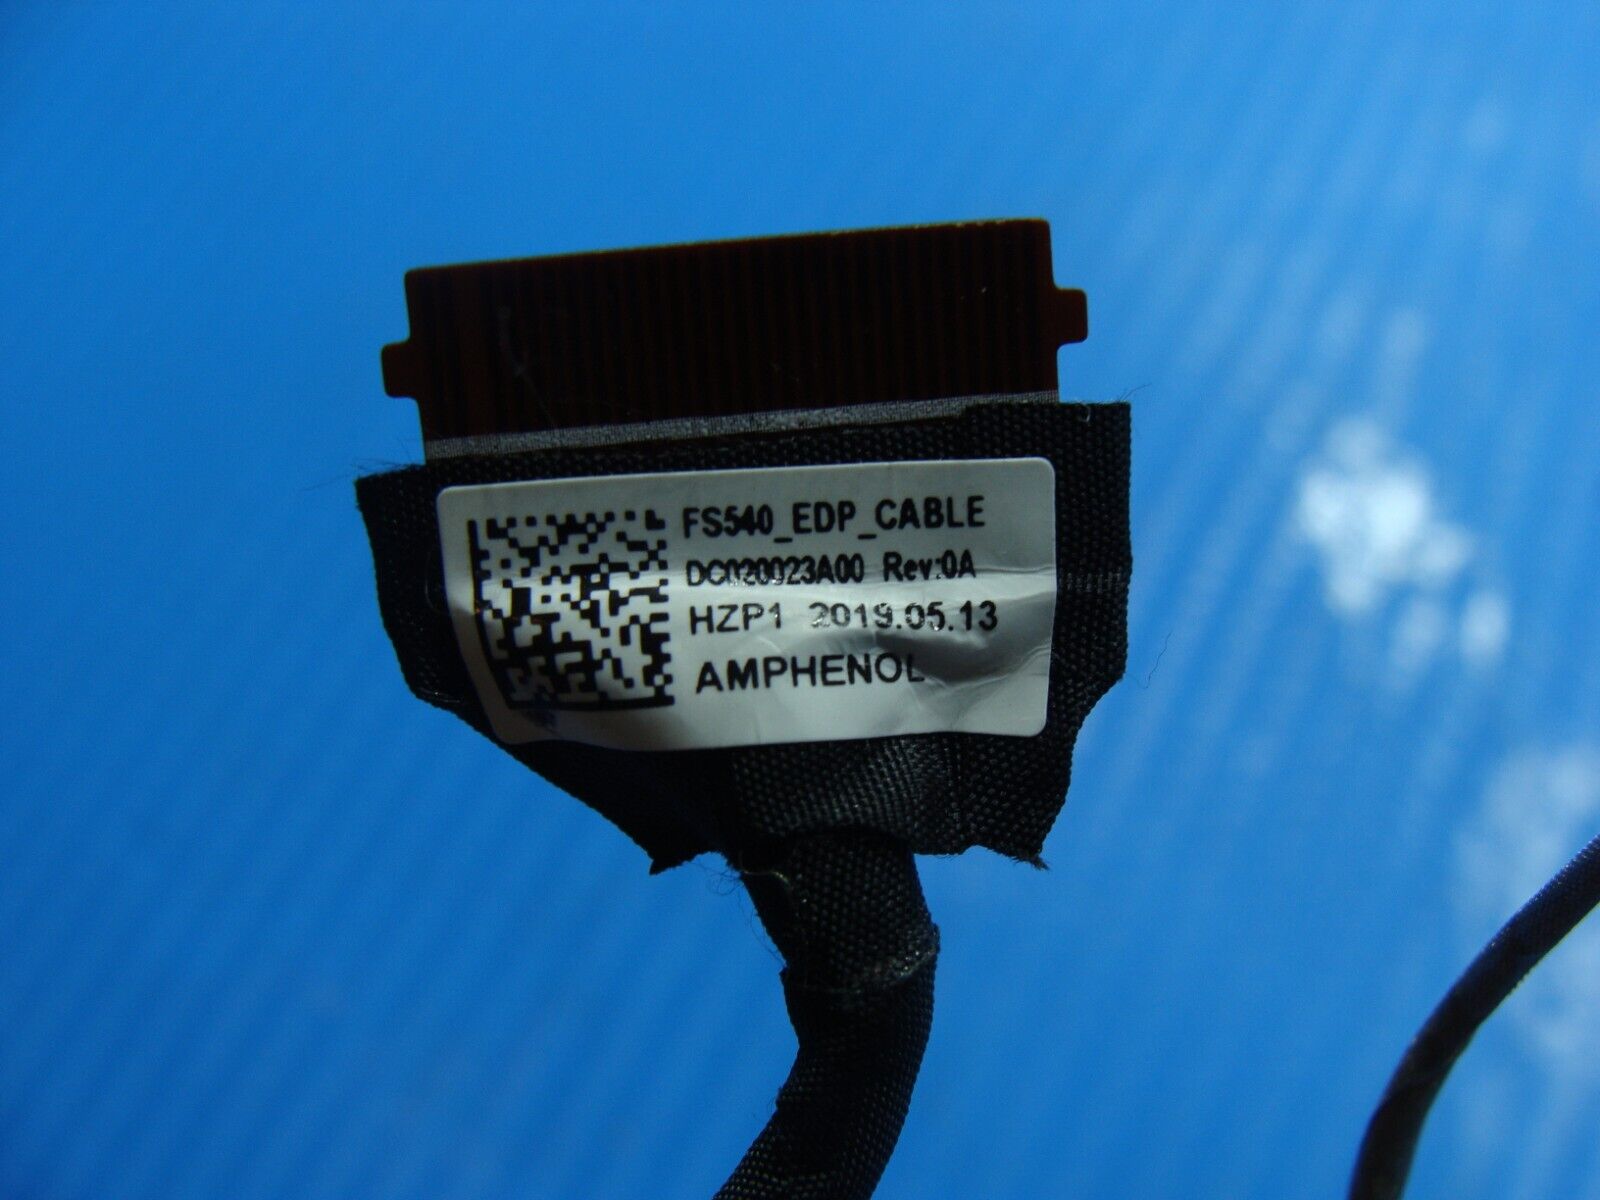 FS540_EDP_CABLE
DC020023A00 Rev:0A
HZP1 2019.05.13
AMPHENOL